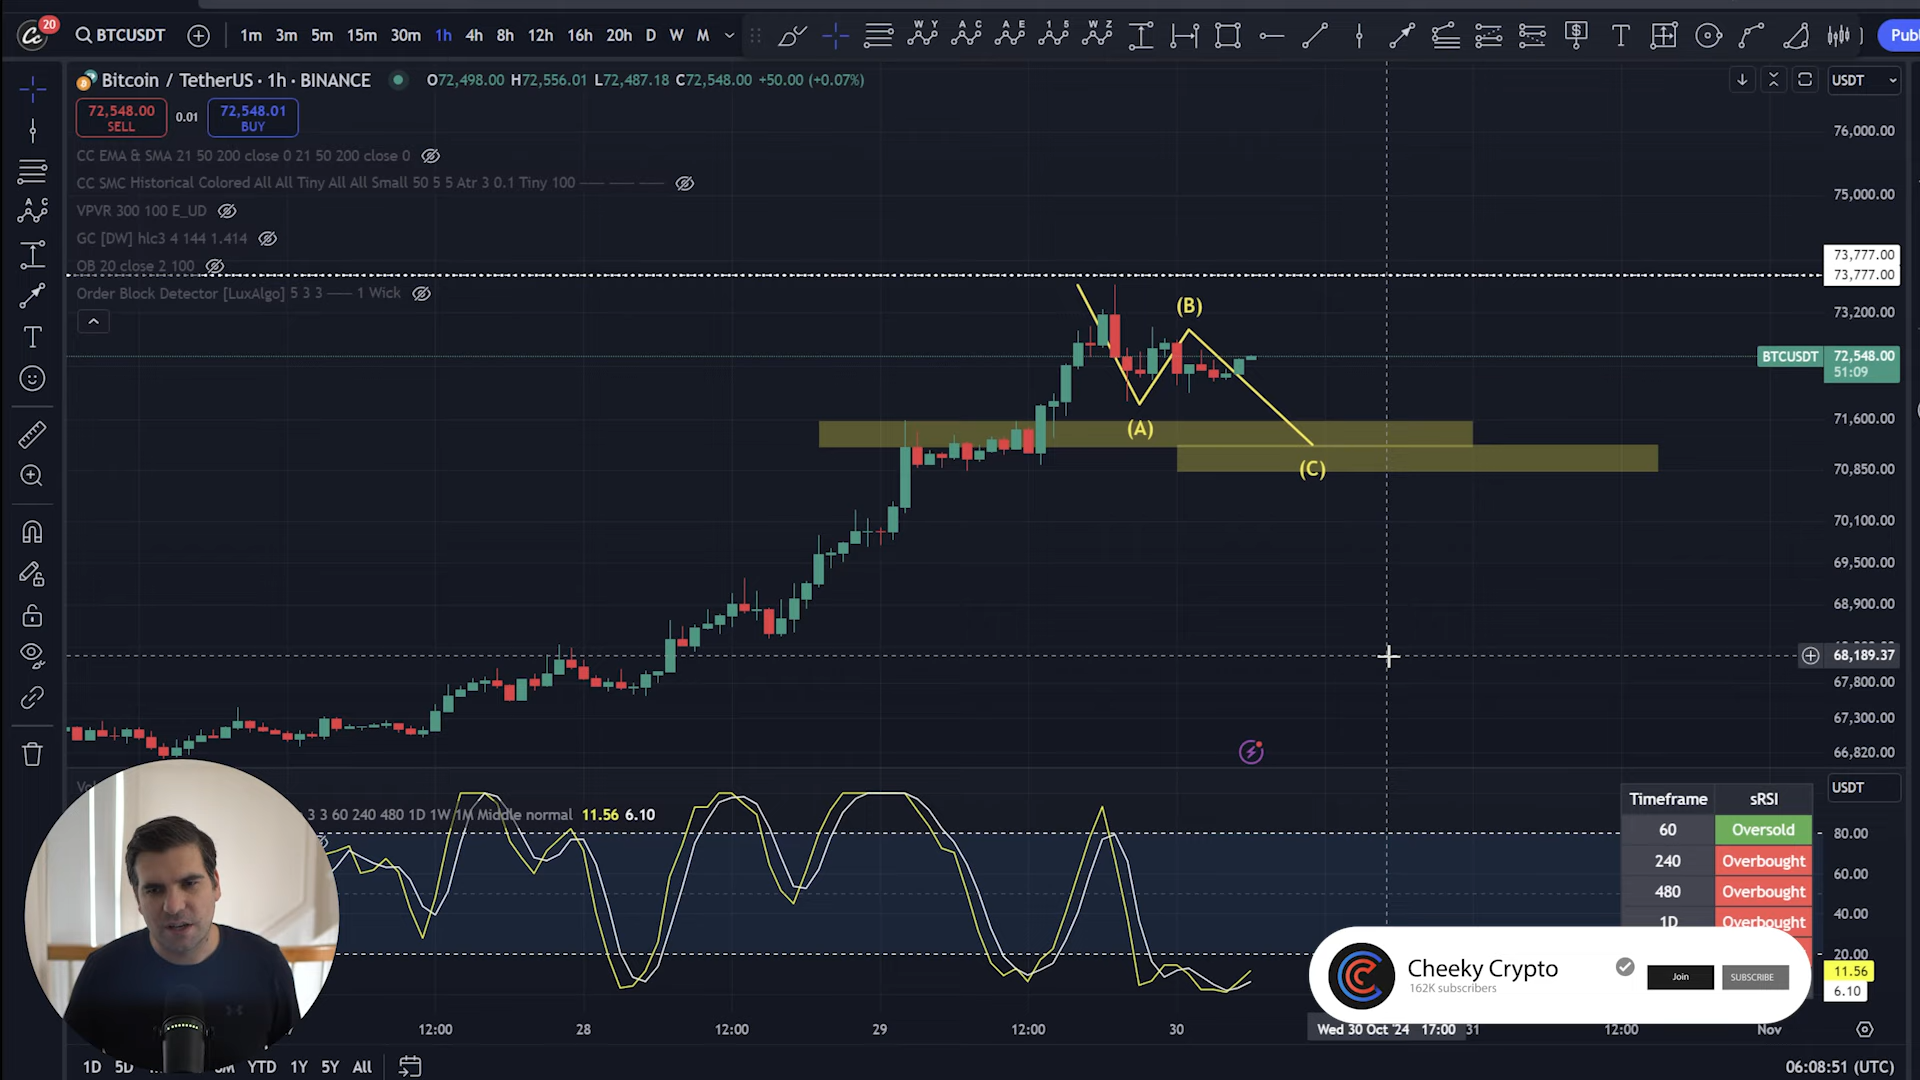 20
BTCUSDT 1m 3m 5m 15m 30m 1h 4h 8h 12h 16h 20h D W M
W Y A C A E 1 5 W Z T Publ
Bitcoin / TetherUS · 1h · BINANCE O72,498.00 H72,556.01 L72,487.18 C72,548.00 +50.00 (+0.07%)
USDT
72,548.00 SELL 0.01 72,548.01 BUY
CC EMA & SMA 21 50 200 close 0 21 50 200 close 0
CC SMC Historical Colored All All Tiny All All Small 50 5 5 Atr 3 0.1 Tiny 100
VPVR 300 100 E_UD
GC [DW] hlc3 4 144 1.414
OB 20 close 2 100
Order Block Detector [LuxAlgo] 5 3 3 1 Wick
A C
T
(A)
(B)
(C)
76,000.00
75,000.00
73,777.00
73,777.00
73,200.00
BTCUSDT 72,548.00
51:09
71,600.00
70,850.00
70,100.00
69,500.00
68,900.00
68,189.37
67,800.00
67,300.00
66,820.00
USDT
3 3 60 240 480 1D 1W 1M Middle normal 11.56 6.10
Timeframe sRSI
60 Oversold
240 Overbought
480 Overbought
1D Overbought
80.00
60.00
40.00
20.00
11.56
6.10
Cheeky Crypto
162K subscribers
Join SUBSCRIBE
12:00 28 12:00 29 12:00 30 Wed 30 Oct '24 17:00 31 12:00 Nov
1D 5D YTD 1Y 5Y All
06:08:51 (UTC)